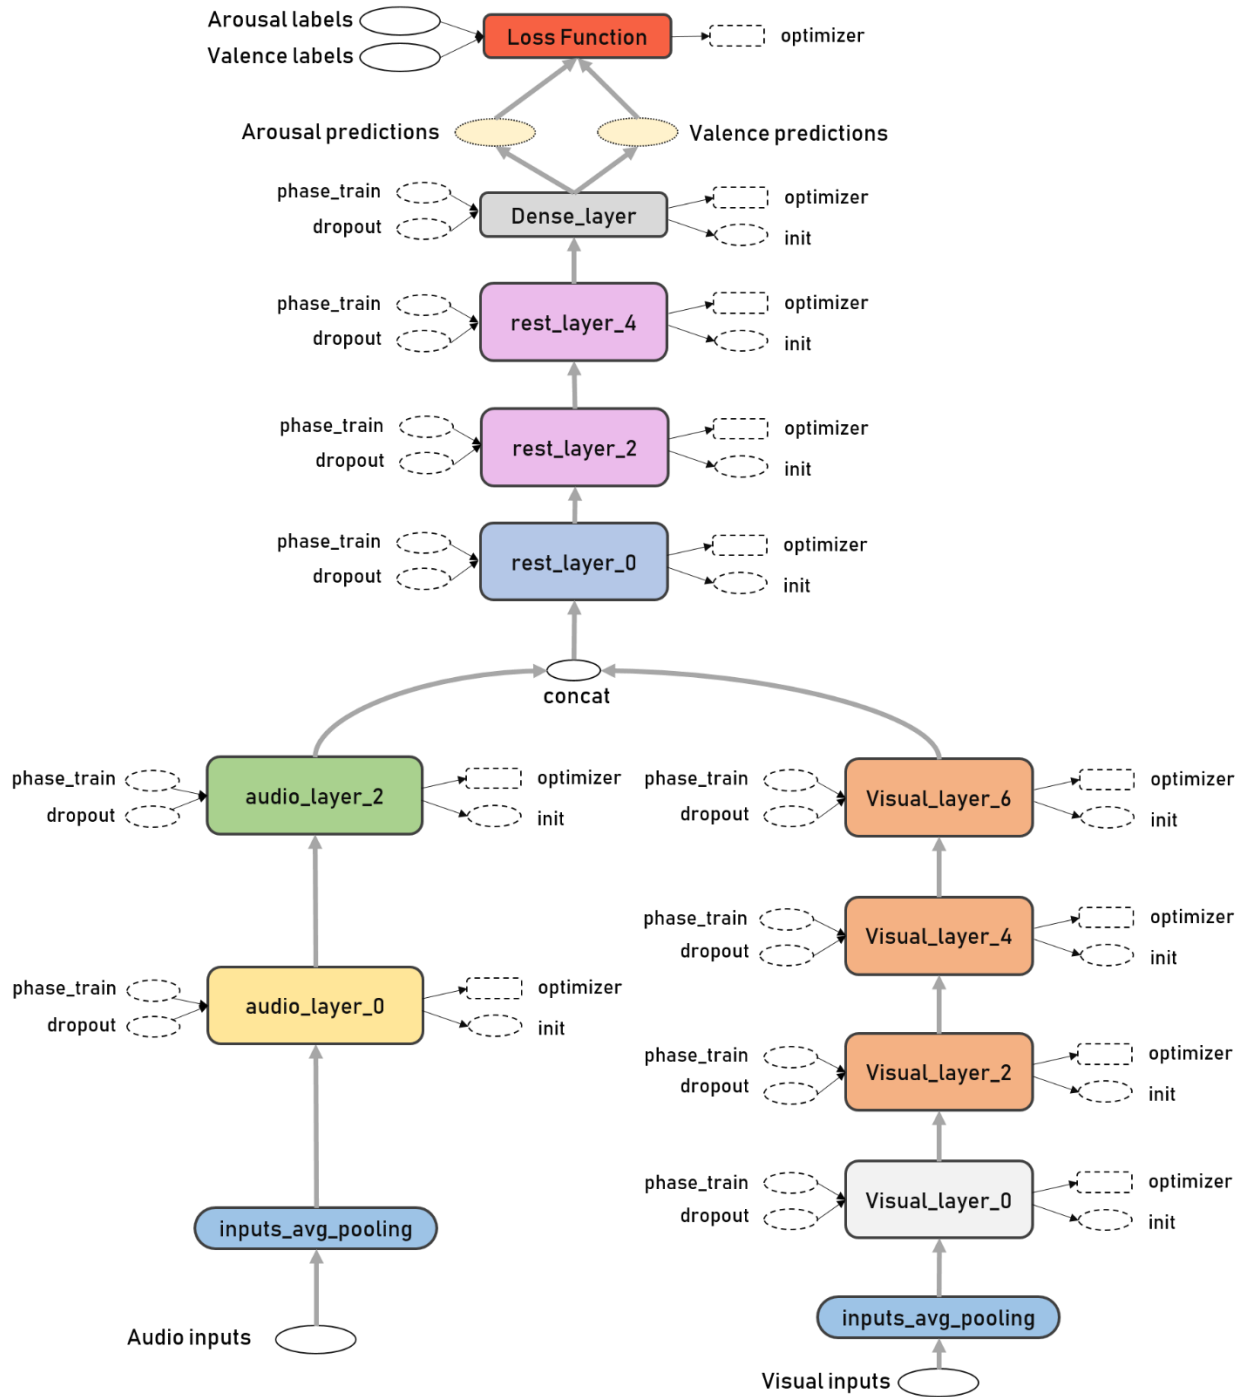 Arousal labels
Valence labels
Loss Function
optimizer
Arousal predictions
Valence predictions
phase_train
dropout
Dense_layer
optimizer
init
phase_train
dropout
rest_layer_4
optimizer
init
phase_train
dropout
rest_layer_2
optimizer
init
phase_train
dropout
rest_layer_0
optimizer
init
concat
phase_train
dropout
audio_layer_2
optimizer
init
phase_train
dropout
Visual_layer_6
optimizer
init
phase_train
dropout
Visual_layer_4
optimizer
init
phase_train
dropout
audio_layer_0
optimizer
init
phase_train
dropout
Visual_layer_2
optimizer
init
phase_train
dropout
Visual_layer_0
optimizer
init
inputs_avg_pooling
inputs_avg_pooling
Audio inputs
Visual inputs